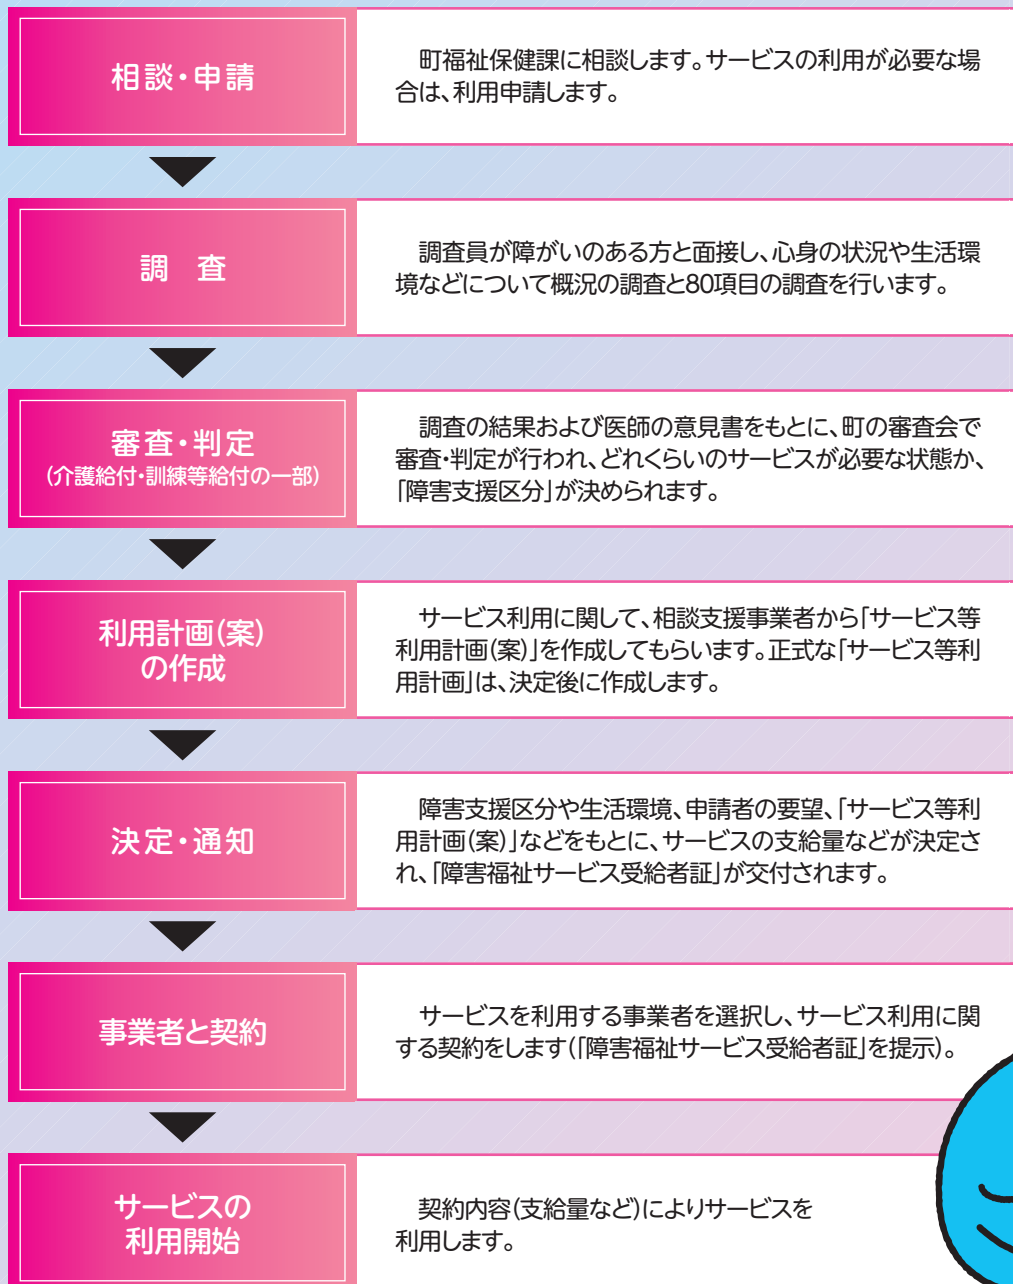 相談・申請
　町福祉保健課に相談します。サービスの利用が必要な場
合は、利用申請します。
調　査
　調査員が障がいのある方と面接し、心身の状況や生活環
境などについて概況の調査と80項目の調査を行います。
審査・判定
(介護給付・訓練等給付の一部)
　調査の結果および医師の意見書をもとに、町の審査会で
審査・判定が行われ、どれくらいのサービスが必要な状態か、
「障害支援区分」が決められます。
利用計画(案)
の作成
　サービス利用に関して、相談支援事業者から「サービス等
利用計画(案)」を作成してもらいます。正式な「サービス等利
用計画」は、決定後に作成します。
決定・通知
　障害支援区分や生活環境、申請者の要望、「サービス等利
用計画(案)」などをもとに、サービスの支給量などが決定さ
れ、「障害福祉サービス受給者証」が交付されます。
事業者と契約
　サービスを利用する事業者を選択し、サービス利用に関
する契約をします(「障害福祉サービス受給者証」を提示)。
サービスの
利用開始
　契約内容(支給量など)によりサービスを
利用します。